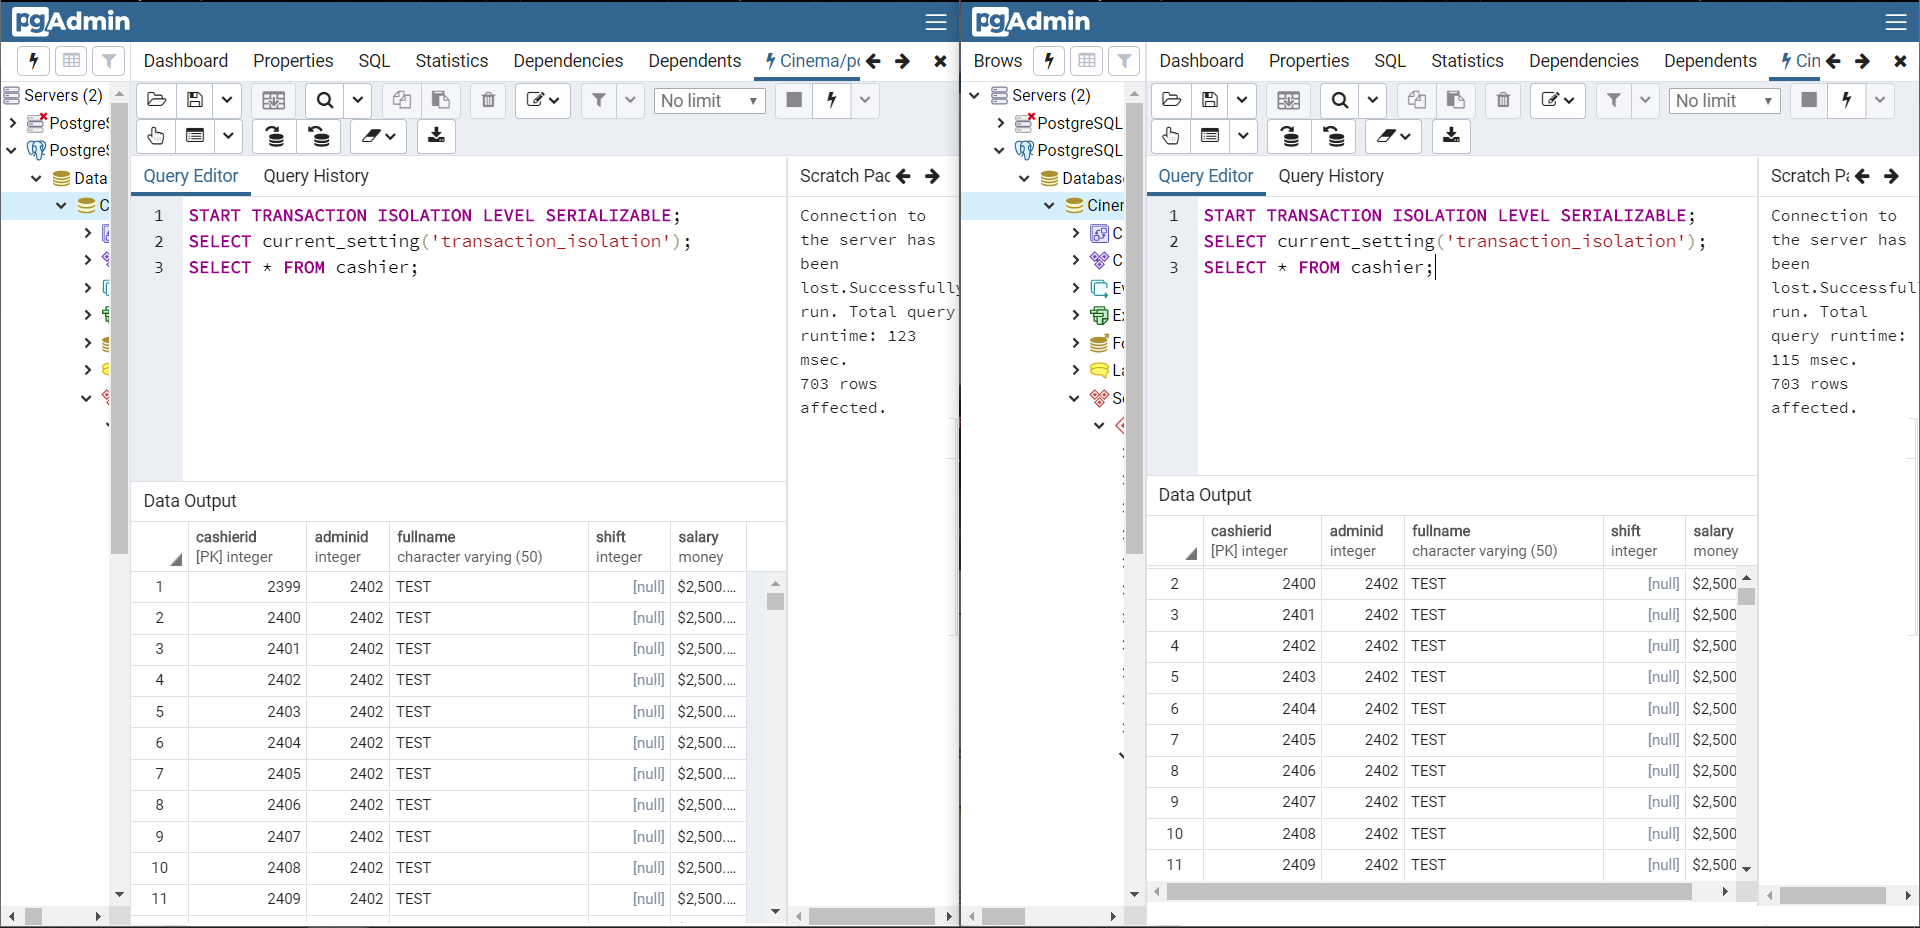 pgAdmin
Dashboard Properties SQL Statistics Dependencies Dependents Cinema/po
Servers (2)
PostgreS
PostgreS
Data
C
No limit
Query Editor Query History
Scratch Pad
1 START TRANSACTION ISOLATION LEVEL SERIALIZABLE;
2 SELECT current_setting('transaction_isolation');
3 SELECT * FROM cashier;
Connection to
the server has
been
lost.Successfully
run. Total query
runtime: 123
msec.
703 rows
affected.
Data Output
cashierid adminid fullname shift salary
[PK] integer integer character varying (50) integer money
1 2399 2402 TEST [null] $2,500....
2 2400 2402 TEST [null] $2,500....
3 2401 2402 TEST [null] $2,500....
4 2402 2402 TEST [null] $2,500....
5 2403 2402 TEST [null] $2,500....
6 2404 2402 TEST [null] $2,500....
7 2405 2402 TEST [null] $2,500....
8 2406 2402 TEST [null] $2,500....
9 2407 2402 TEST [null] $2,500....
10 2408 2402 TEST [null] $2,500....
11 2409 2402 TEST [null] $2,500....
pgAdmin
Brows Dashboard Properties SQL Statistics Dependencies Dependents Cin
Servers (2)
PostgreSQL
PostgreSQL
Databas
Ciner
C
C
Ev
Ex
Fo
La
Sc
No limit
Query Editor Query History
Scratch Pa
1 START TRANSACTION ISOLATION LEVEL SERIALIZABLE;
2 SELECT current_setting('transaction_isolation');
3 SELECT * FROM cashier;
Connection to
the server has
been
lost.Successful
run. Total
query runtime:
115 msec.
703 rows
affected.
Data Output
cashierid adminid fullname shift salary
[PK] integer integer character varying (50) integer money
2 2400 2402 TEST [null] $2,500
3 2401 2402 TEST [null] $2,500
4 2402 2402 TEST [null] $2,500
5 2403 2402 TEST [null] $2,500
6 2404 2402 TEST [null] $2,500
7 2405 2402 TEST [null] $2,500
8 2406 2402 TEST [null] $2,500
9 2407 2402 TEST [null] $2,500
10 2408 2402 TEST [null] $2,500
11 2409 2402 TEST [null] $2,500